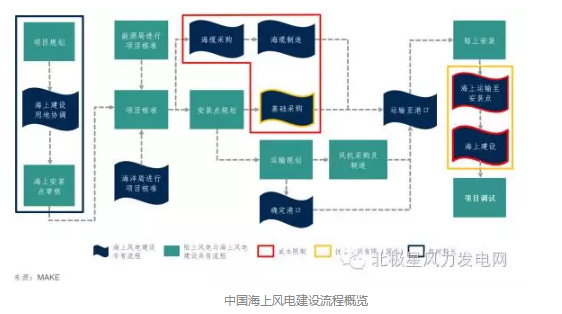 项目规划
海上建设
用地协调
海上安装
点审核
能源局进行
项目核准
项目核准
海洋局进行
项目核准
海缆采购
海缆制造
安装点规划
基础采购
运输规划
风机采购及
制造
确定港口
运输至港口
陆上安装
海上运输至
安装点
海上建设
项目调试
海上风电建设
专有流程
陆上风电与海上风电
建设共有流程
成本限制
北极星风力发电网
来源：MAKE
中国海上风电建设流程概览